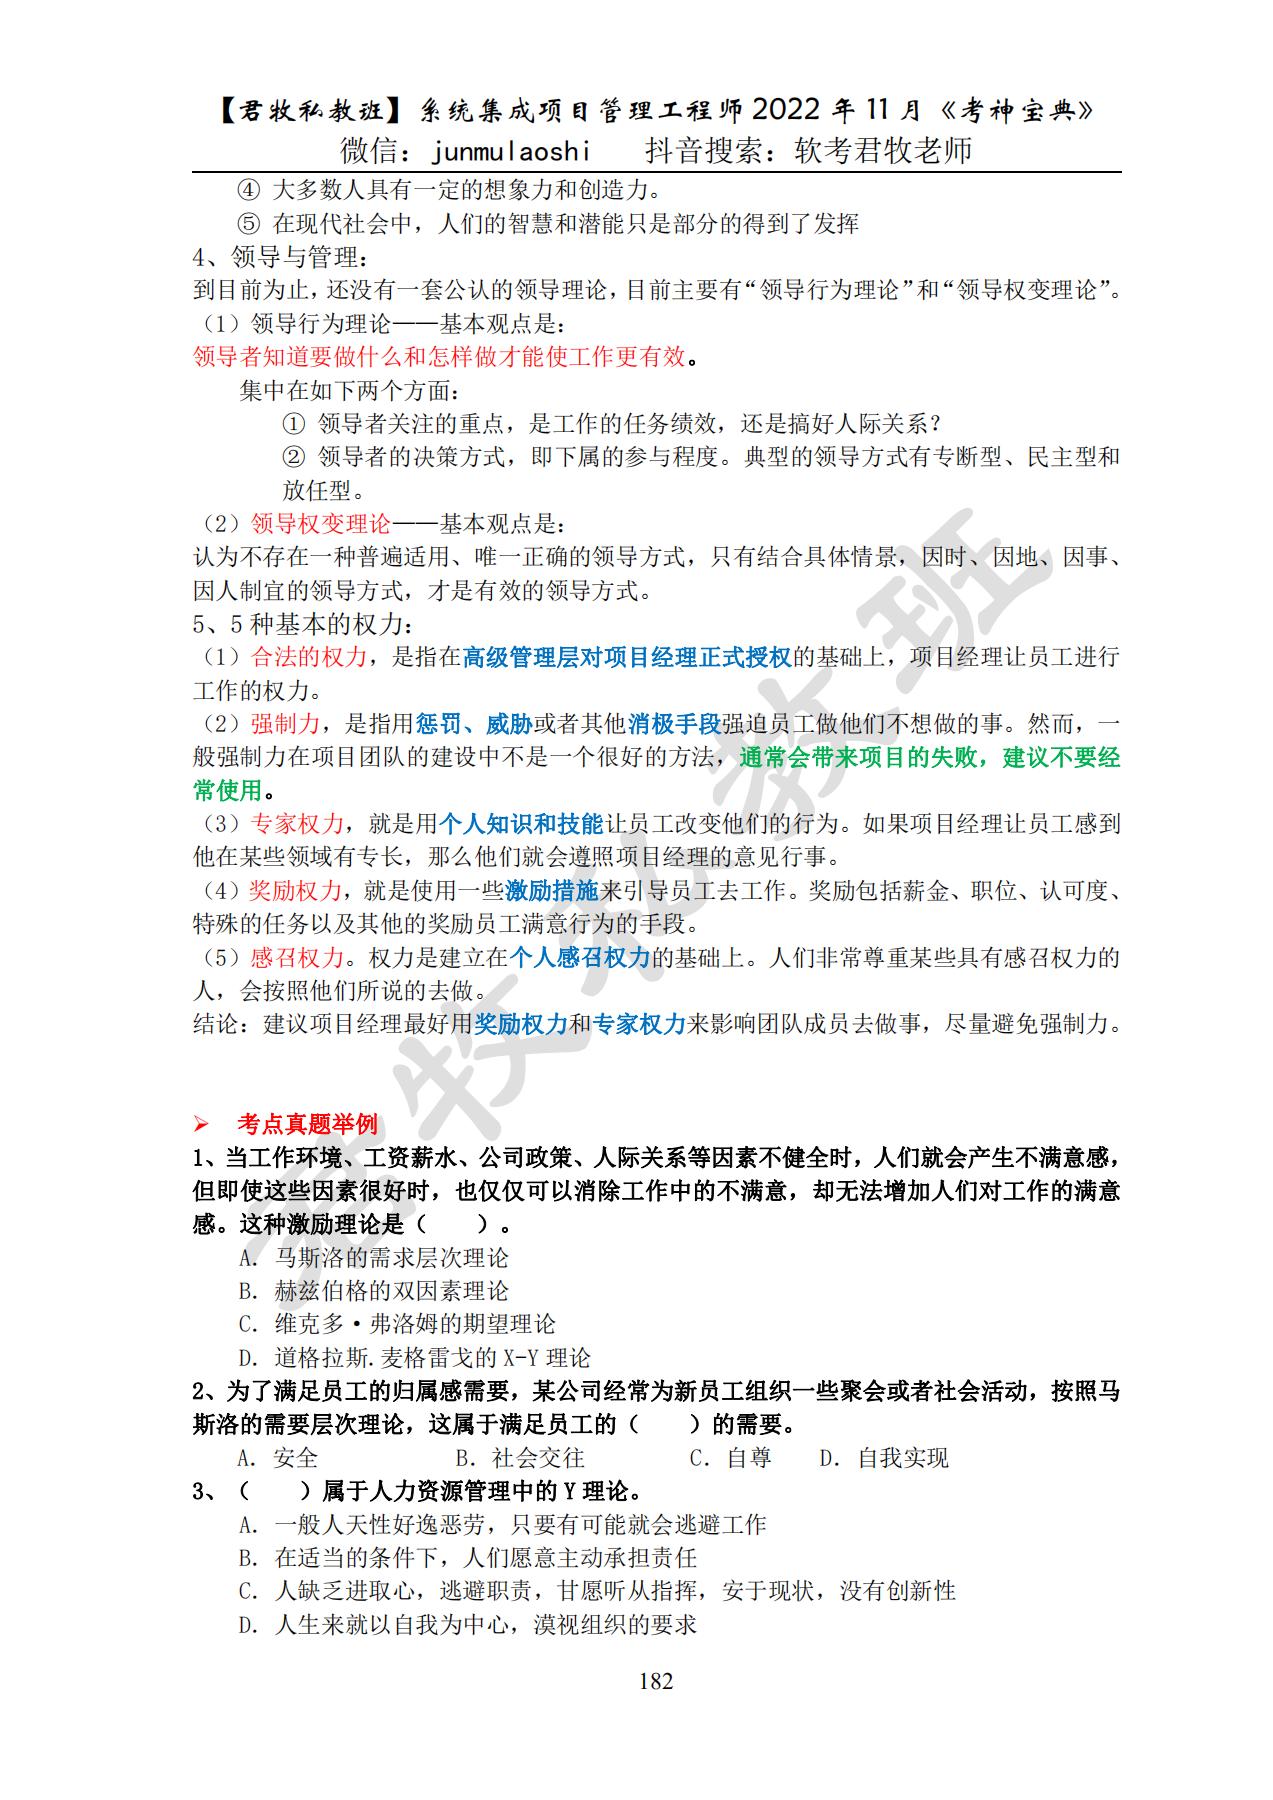 【君牧私教班】系统集成项目管理工程师 2022 年 11 月《考神宝典》
微信：junmulaoshi 抖音搜索：软考君牧老师
④ 大多数人具有一定的想象力和创造力。
⑤ 在现代社会中，人们的智慧和潜能只是部分的得到了发挥
4、领导与管理：
到目前为止，还没有一套公认的领导理论，目前主要有“领导行为理论”和“领导权变理论”。
（1）领导行为理论——基本观点是：
领导者知道要做什么和怎样做才能使工作更有效。
集中在如下两个方面：
① 领导者关注的重点，是工作的任务绩效，还是搞好人际关系？
② 领导者的决策方式，即下属的参与程度。典型的领导方式有专断型、民主型和
放任型。
（2）领导权变理论——基本观点是：
认为不存在一种普遍适用、唯一正确的领导方式，只有结合具体情景，因时、因地、因事、
因人制宜的领导方式，才是有效的领导方式。
5、5 种基本的权力：
（1）合法的权力，是指在高级管理层对项目经理正式授权的基础上，项目经理让员工进行
工作的权力。
（2）强制力，是指用惩罚、威胁或者其他消极手段强迫员工做他们不想做的事。然而，一
般强制力在项目团队的建设中不是一个很好的方法，通常会带来项目的失败，建议不要经
常使用。
（3）专家权力，就是用个人知识和技能让员工改变他们的行为。如果项目经理让员工感到
他在某些领域有专长，那么他们就会遵照项目经理的意见行事。
（4）奖励权力，就是使用一些激励措施来引导员工去工作。奖励包括薪金、职位、认可度、
特殊的任务以及其他的奖励员工满意行为的手段。
（5）感召权力。权力是建立在个人感召权力的基础上。人们非常尊重某些具有感召权力的
人，会按照他们所说的去做。
结论：建议项目经理最好用奖励权力和专家权力来影响团队成员去做事，尽量避免强制力。
君牧私教班
➢ 考点真题举例
1、当工作环境、工资薪水、公司政策、人际关系等因素不健全时，人们就会产生不满意感，
但即使这些因素很好时，也仅仅可以消除工作中的不满意，却无法增加人们对工作的满意
感。这种激励理论是（ ）。
A. 马斯洛的需求层次理论
B. 赫兹伯格的双因素理论
C. 维克多·弗洛姆的期望理论
D. 道格拉斯.麦格雷戈的 X-Y 理论
2、为了满足员工的归属感需要，某公司经常为新员工组织一些聚会或者社会活动，按照马
斯洛的需要层次理论，这属于满足员工的（ ）的需要。
A. 安全 B. 社会交往 C. 自尊 D. 自我实现
3、（ ）属于人力资源管理中的 Y 理论。
A. 一般人天性好逸恶劳，只要有可能就会逃避工作
B. 在适当的条件下，人们愿意主动承担责任
C. 人缺乏进取心，逃避职责，甘愿听从指挥，安于现状，没有创新性
D. 人生来就以自我为中心，漠视组织的要求
182